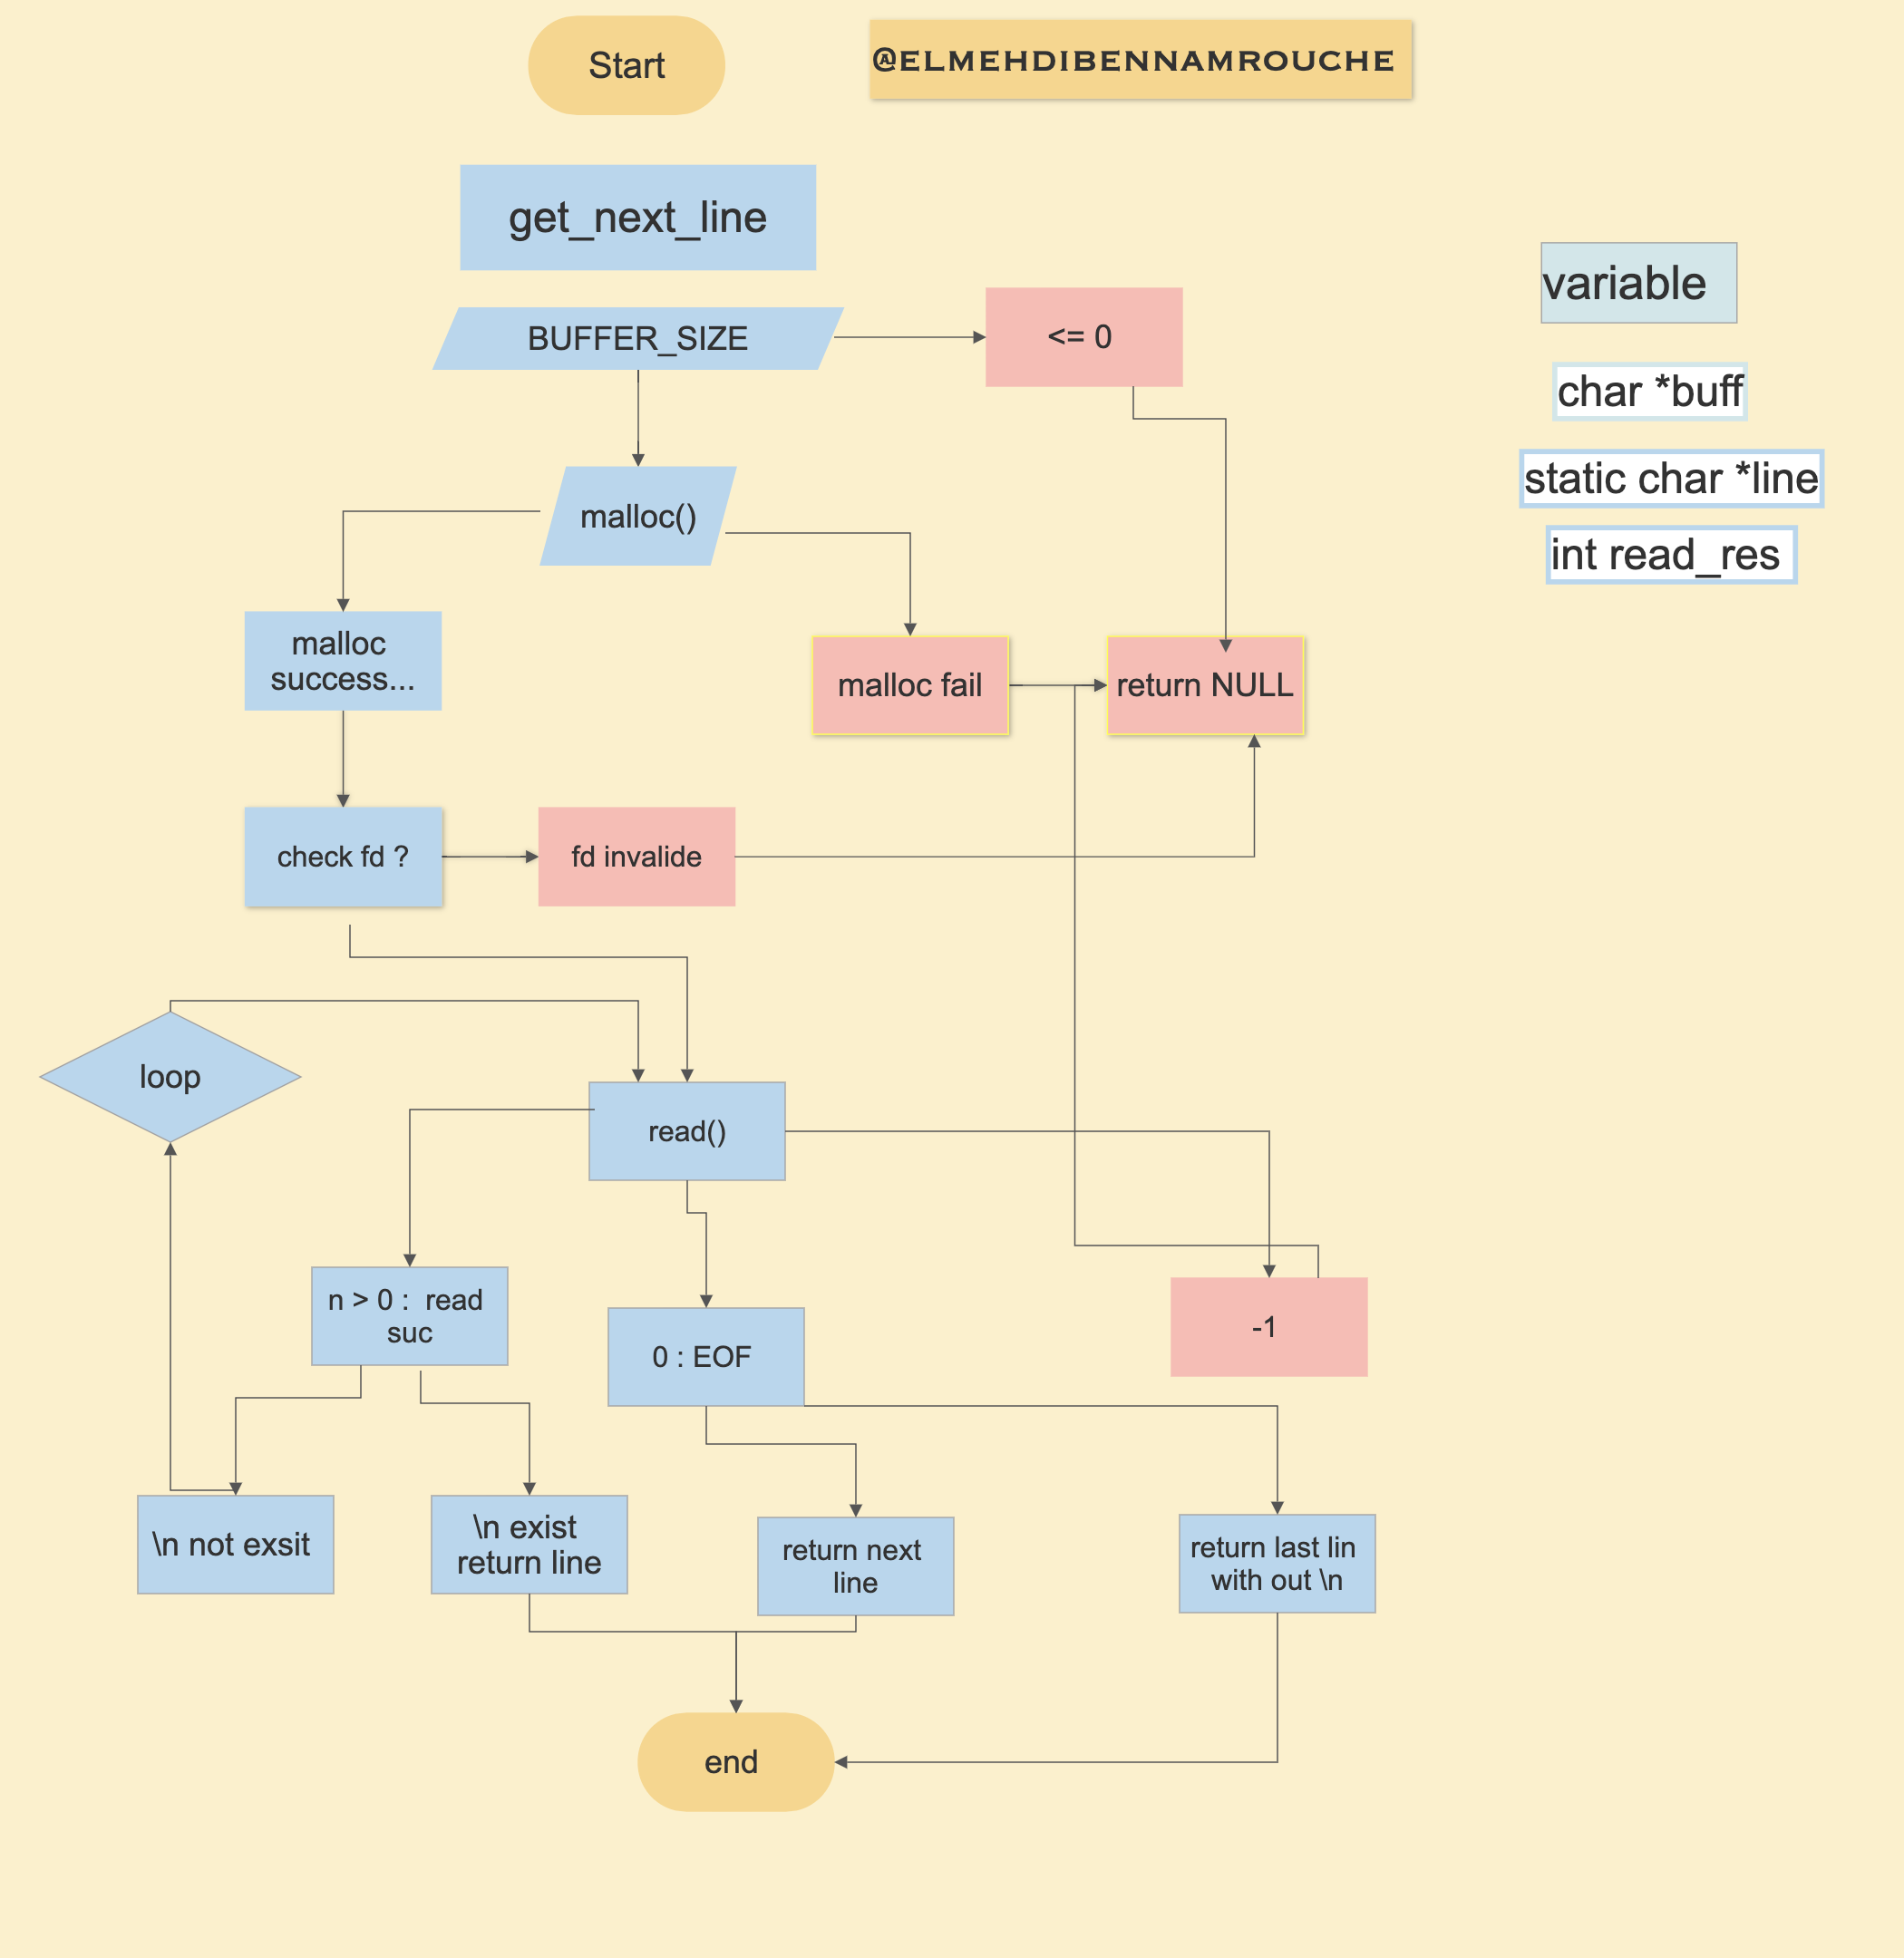 Start
@ELMEHDIBENNAMROUCHE
get_next_line
variable
BUFFER_SIZE
<= 0
char *buff
static char *line
int read_res
malloc()
malloc
success...
malloc fail
return NULL
check fd ?
fd invalide
loop
read()
n > 0 : read
suc
0 : EOF
-1
\n not exsit
\n exist
return line
return next
line
return last lin
with out \n
end